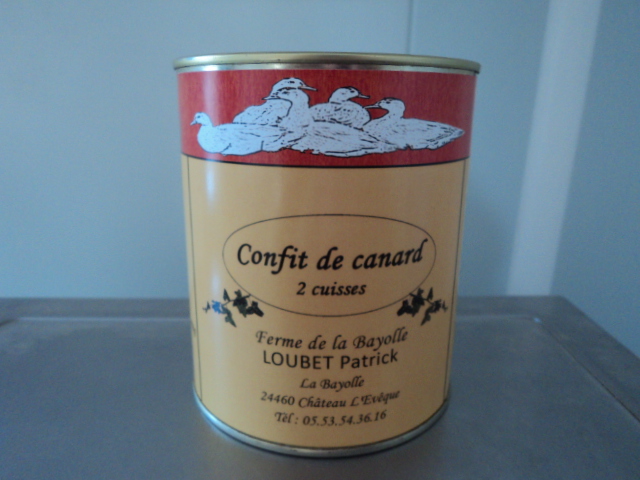 Confit de canard
2 cuisses
Ferme de la Bayolle
LOUBET Patrick
La Bayolle
24460 Château L'Evêque
Tèl : 05.53.54.36.16